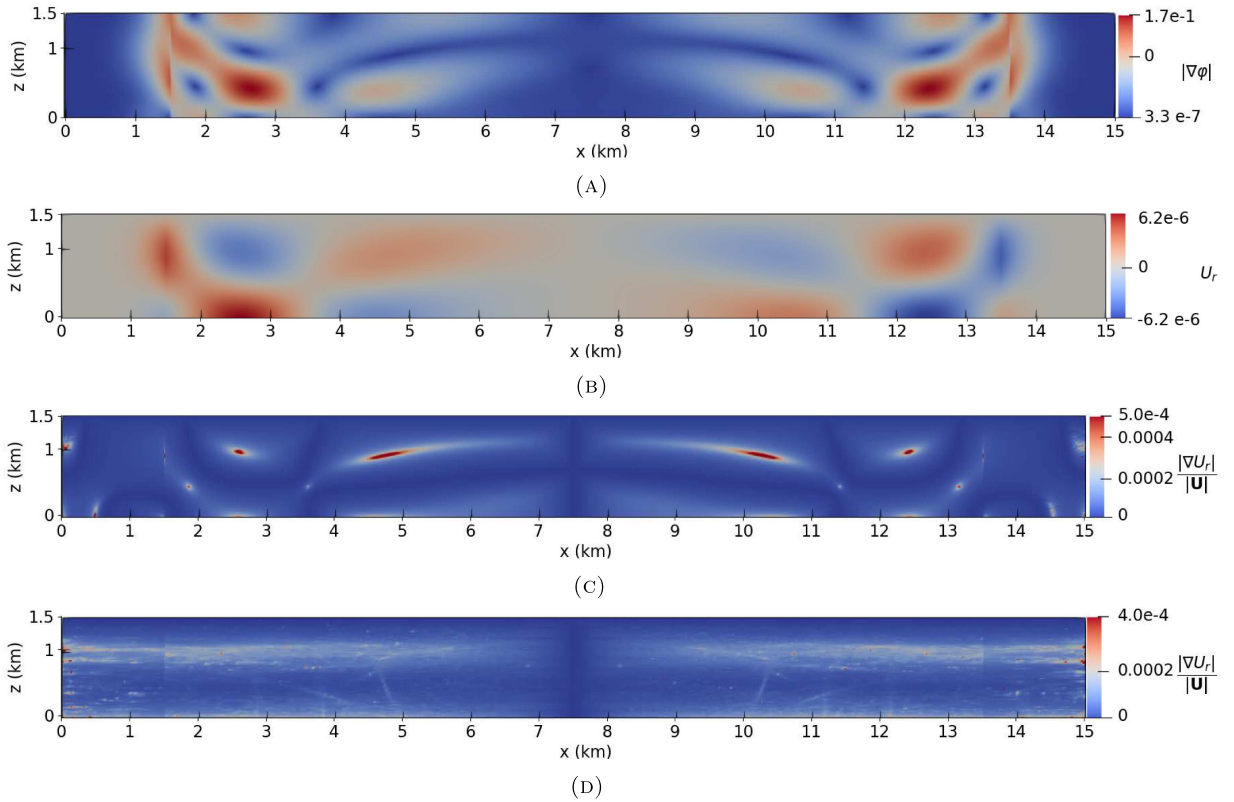 1.5
1
0
z (km)
0 1 2 3 4 5 6 7 8 9 10 11 12 13 14 15
x (km)
1.7e-1
0
3.3 e-7
|∇φ|
(A)
1.5
1
0
z (km)
0 1 2 3 4 5 6 7 8 9 10 11 12 13 14 15
x (km)
6.2e-6
0
-6.2 e-6
U_r
(B)
1.5
1
0
z (km)
0 1 2 3 4 5 6 7 8 9 10 11 12 13 14 15
x (km)
5.0e-4
0.0004
0.0002
0
|∇U_r|
|U|
(C)
1.5
1
0
z (km)
0 1 2 3 4 5 6 7 8 9 10 11 12 13 14 15
x (km)
4.0e-4
0.0002
0
|∇U_r|
|U|
(D)